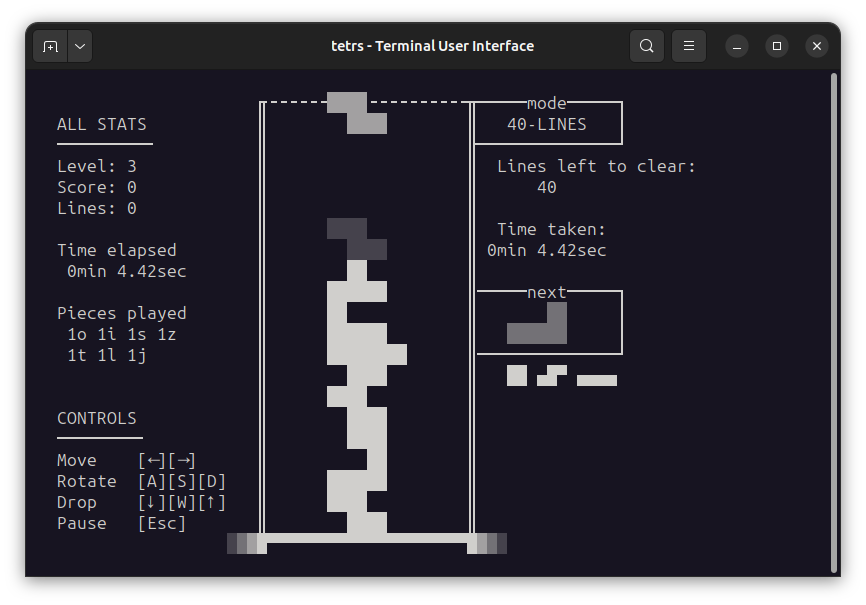 tetrs - Terminal User Interface
ALL STATS
Level: 3
Score: 0
Lines: 0
Time elapsed
0min 4.42sec
Pieces played
1o 1i 1s 1z
1t 1l 1j
CONTROLS
Move [←][→]
Rotate [A][S][D]
Drop [↓][W][↑]
Pause [Esc]
mode
40-LINES
Lines left to clear:
40
Time taken:
0min 4.42sec
next